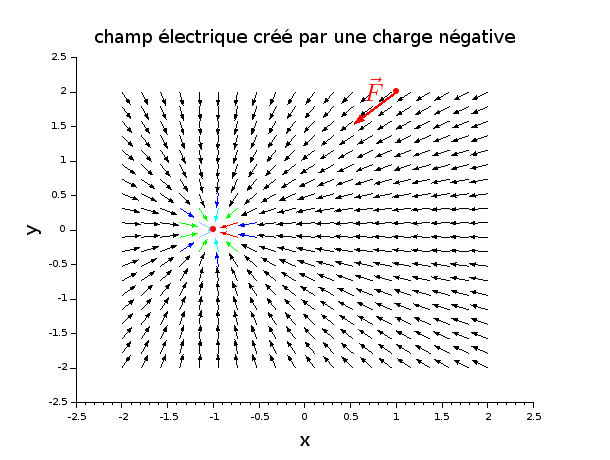 champ électrique créé par une charge négative
2.5
2
1.5
1
0.5
0
-0.5
-1
-1.5
-2
-2.5
y
F⃗
-2.5 -2 -1.5 -1 -0.5 0 0.5 1 1.5 2 2.5
x